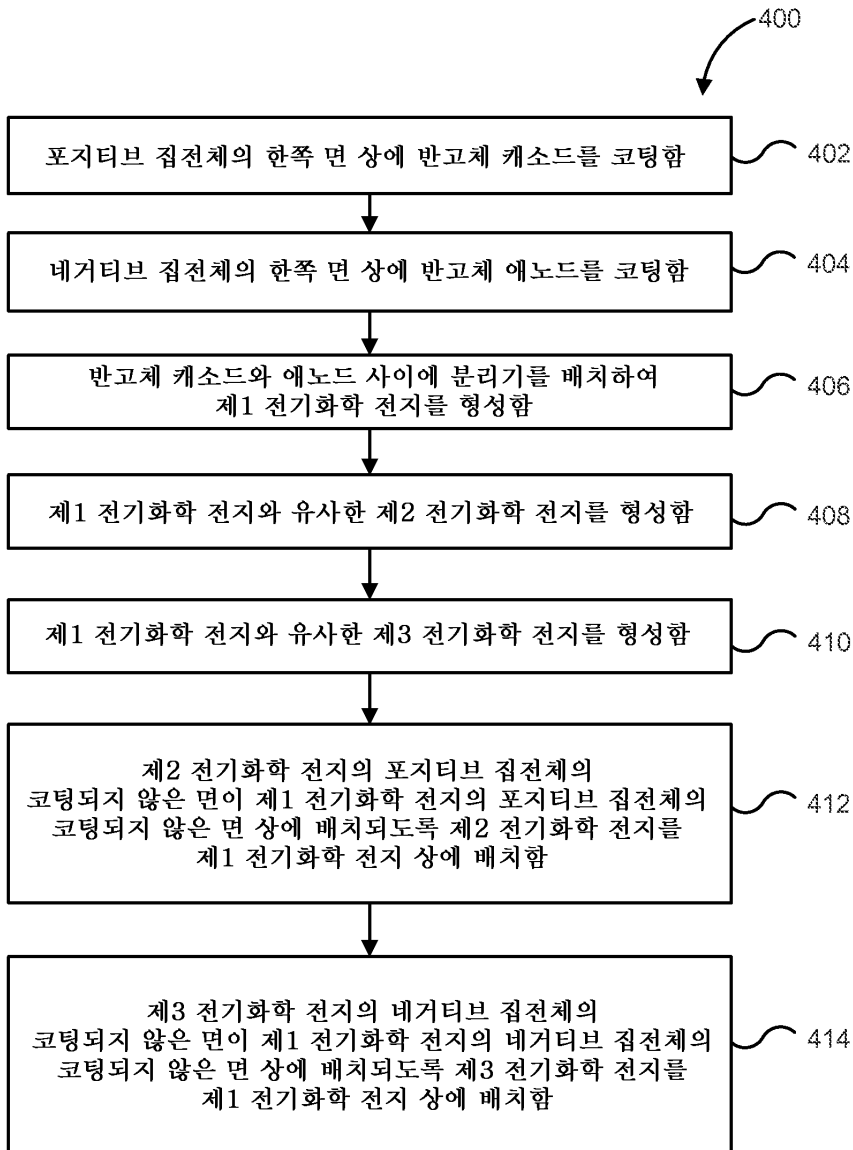 400
포지티브 집전체의 한쪽 면 상에 반고체 캐소드를 코팅함
402
네거티브 집전체의 한쪽 면 상에 반고체 애노드를 코팅함
404
반고체 캐소드와 애노드 사이에 분리기를 배치하여
제1 전기화학 전지를 형성함
406
제1 전기화학 전지와 유사한 제2 전기화학 전지를 형성함
408
제1 전기화학 전지와 유사한 제3 전기화학 전지를 형성함
410
제2 전기화학 전지의 포지티브 집전체의
코팅되지 않은 면이 제1 전기화학 전지의 포지티브 집전체의
코팅되지 않은 면 상에 배치되도록 제2 전기화학 전지를
제1 전기화학 전지 상에 배치함
412
제3 전기화학 전지의 네거티브 집전체의
코팅되지 않은 면이 제1 전기화학 전지의 네거티브 집전체의
코팅되지 않은 면 상에 배치되도록 제3 전기화학 전지를
제1 전기화학 전지 상에 배치함
414